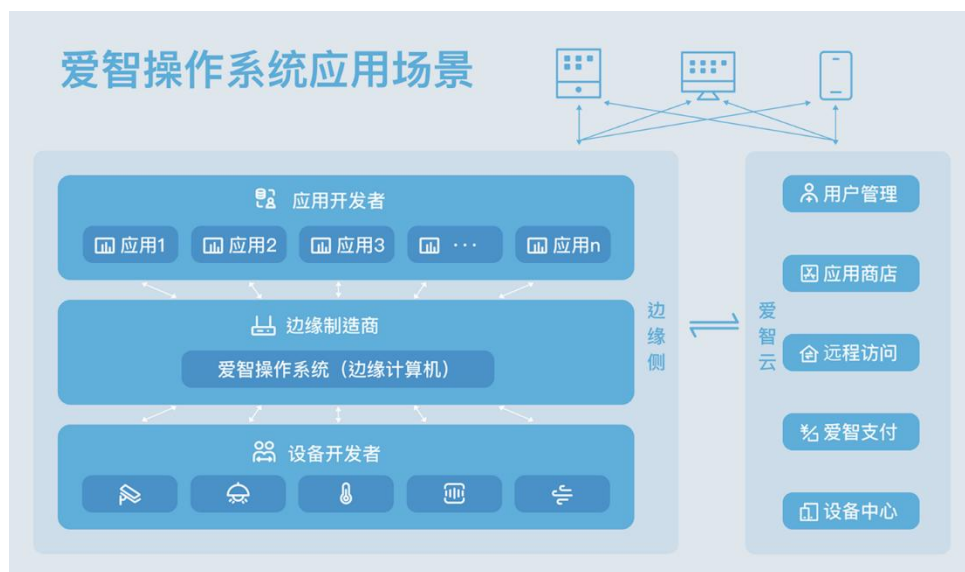 爱智操作系统应用场景
应用开发者
应用1
应用2
应用3
···
应用n
边缘制造商
爱智操作系统（边缘计算机）
设备开发者
边缘侧
爱智云
用户管理
应用商店
远程访问
爱智支付
设备中心